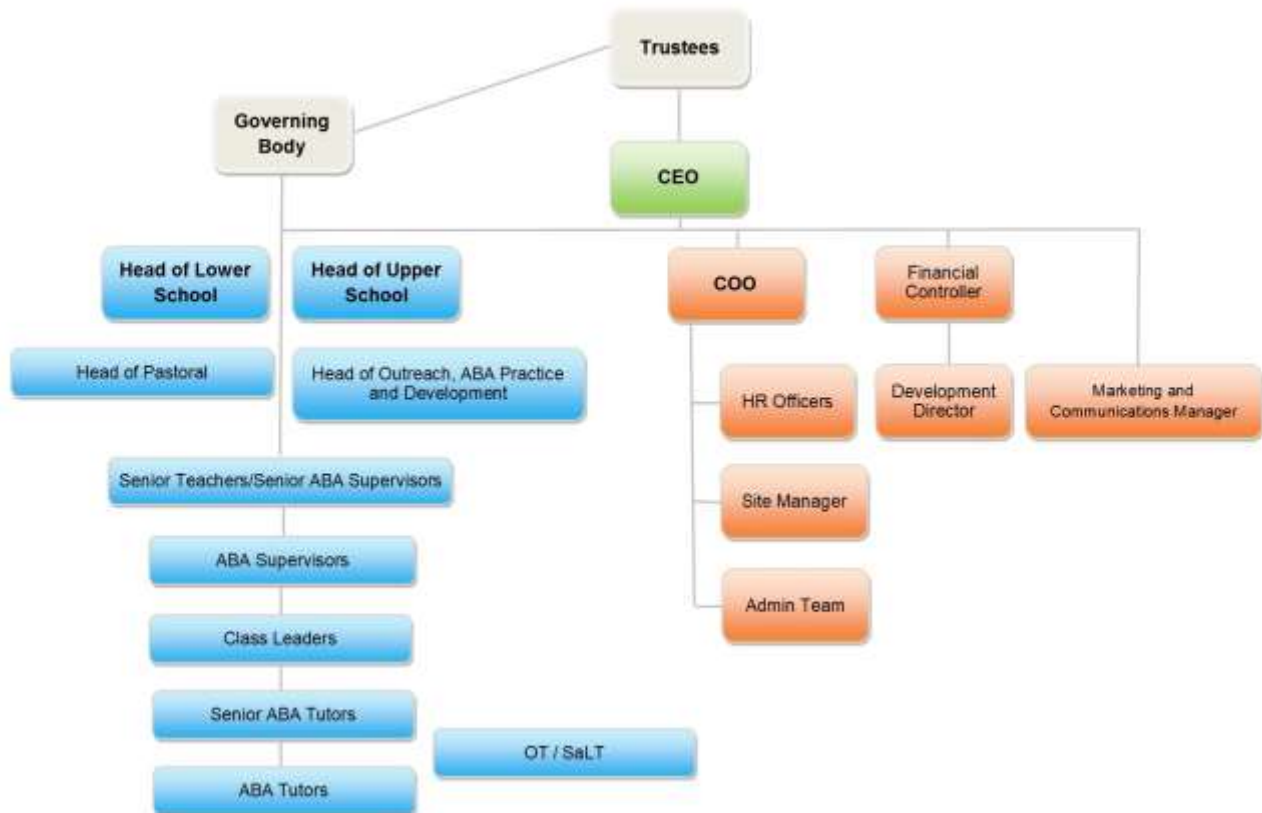 Trustees
Governing
Body
CEO
Head of Lower
School
Head of Upper
School
COO
Financial
Controller
Head of Pastoral
Head of Outreach, ABA Practice
and Development
HR Officers
Development
Director
Marketing and
Communications Manager
Senior Teachers/Senior ABA Supervisors
Site Manager
ABA Supervisors
Admin Team
Class Leaders
Senior ABA Tutors
OT / SaLT
ABA Tutors